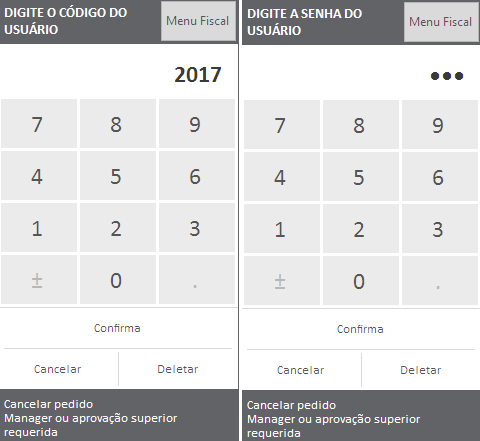 DIGITE O CÓDIGO DO
USUÁRIO
Menu Fiscal
2017
7 8 9
4 5 6
1 2 3
± 0 .
Confirma
Cancelar Deletar
Cancelar pedido
Manager ou aprovação superior
requerida
DIGITE A SENHA DO
USUÁRIO
Menu Fiscal
●●●
7 8 9
4 5 6
1 2 3
± 0 .
Confirma
Cancelar Deletar
Cancelar pedido
Manager ou aprovação superior
requerida